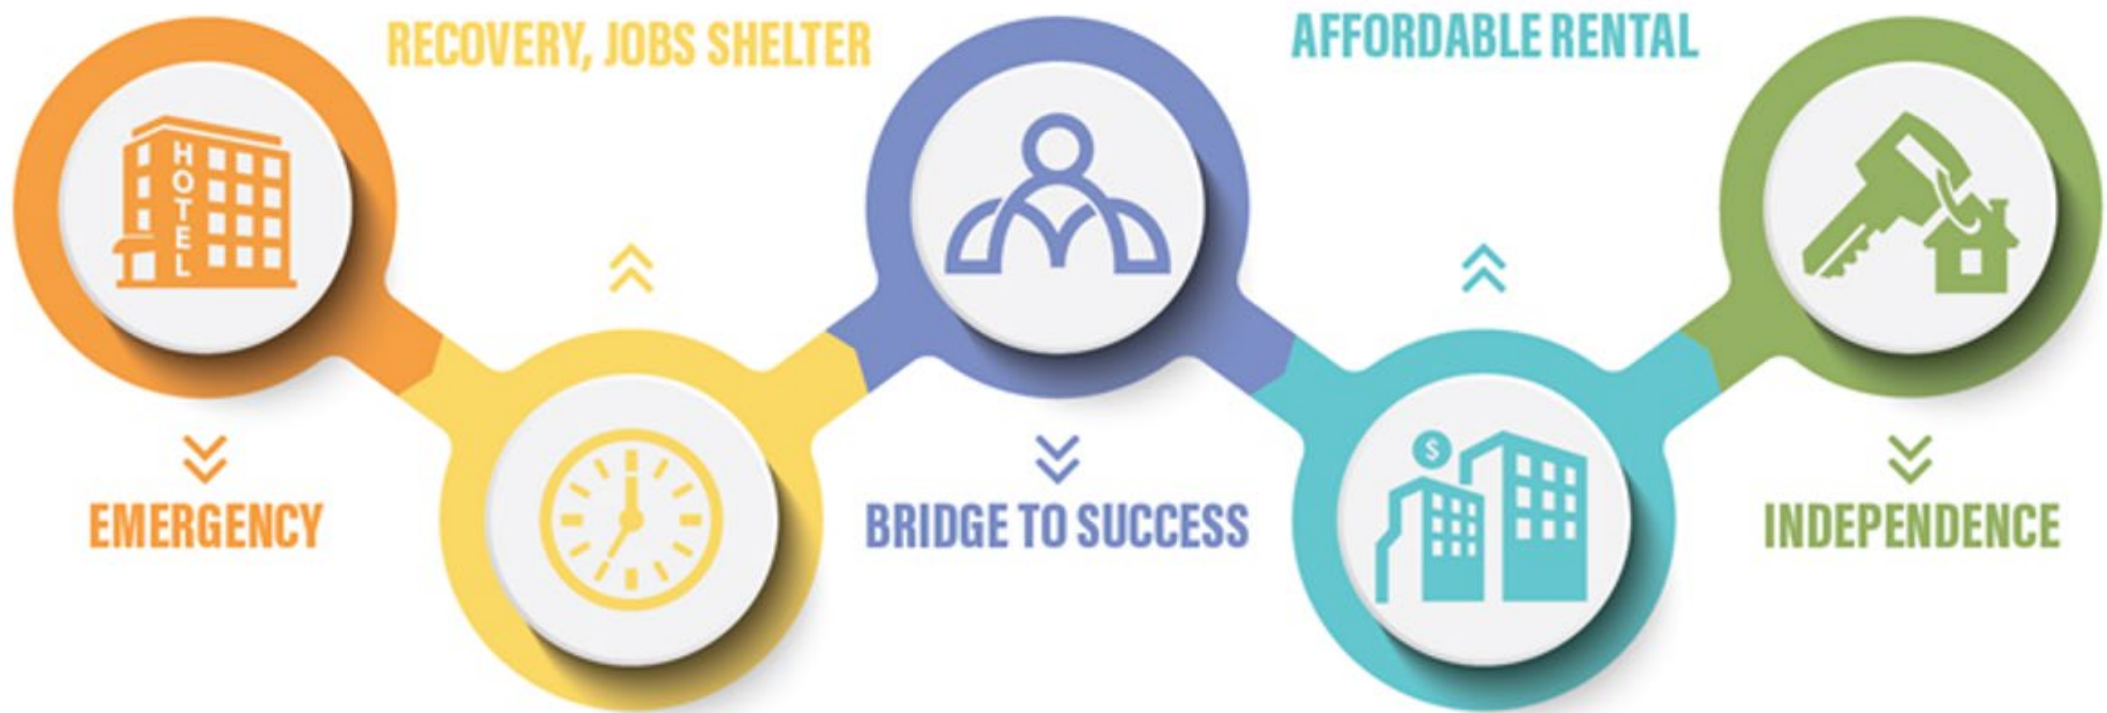 RECOVERY, JOBS SHELTER
AFFORDABLE RENTAL
HOTEL
$
EMERGENCY
BRIDGE TO SUCCESS
INDEPENDENCE